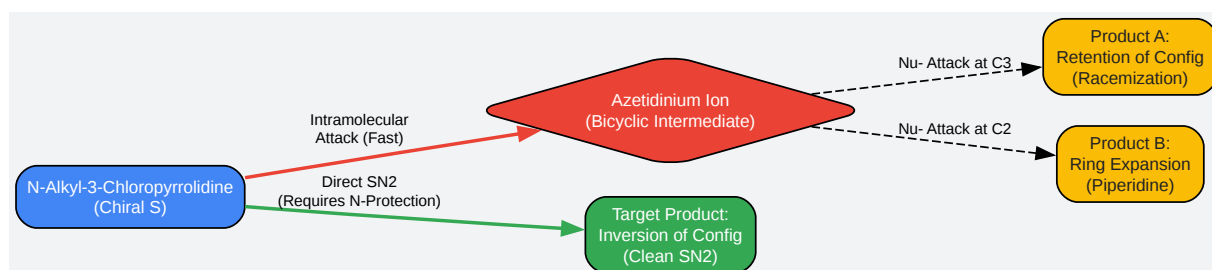 N-Alkyl-3-Chloropyrrolidine
(Chiral S)
Intramolecular
Attack (Fast)
Direct SN2
(Requires N-Protection)
Azetidinium Ion
(Bicyclic Intermediate)
Target Product:
Inversion of Config
(Clean SN2)
Nu- Attack at C3
Nu- Attack at C2
Product A:
Retention of Config
(Racemization)
Product B:
Ring Expansion
(Piperidine)